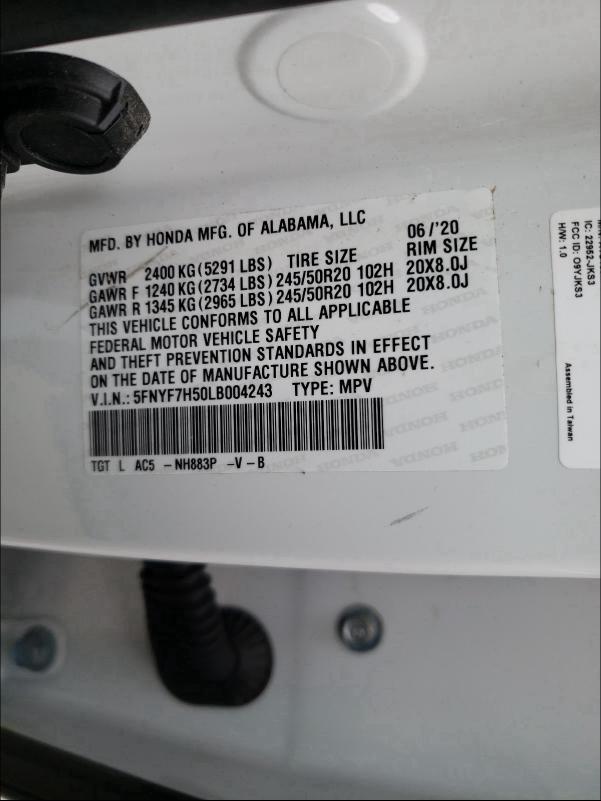 MFD. BY HONDA MFG. OF ALABAMA, LLC 06/'20
GVWR 2400 KG (5291 LBS) TIRE SIZE RIM SIZE
GAWR F 1240 KG (2734 LBS) 245/50R20 102H 20X8.0J
GAWR R 1345 KG (2965 LBS) 245/50R20 102H 20X8.0J
THIS VEHICLE CONFORMS TO ALL APPLICABLE
FEDERAL MOTOR VEHICLE SAFETY
AND THEFT PREVENTION STANDARDS IN EFFECT
ON THE DATE OF MANUFACTURE SHOWN ABOVE.
V.I.N.: 5FNYF7H50LB004243 TYPE: MPV
TGT L AC5 -NH883P -V-B
IC: 22952-JKS3
FCC ID: O9YJKS3
H/W: 1.0
Assembled in Taiwan